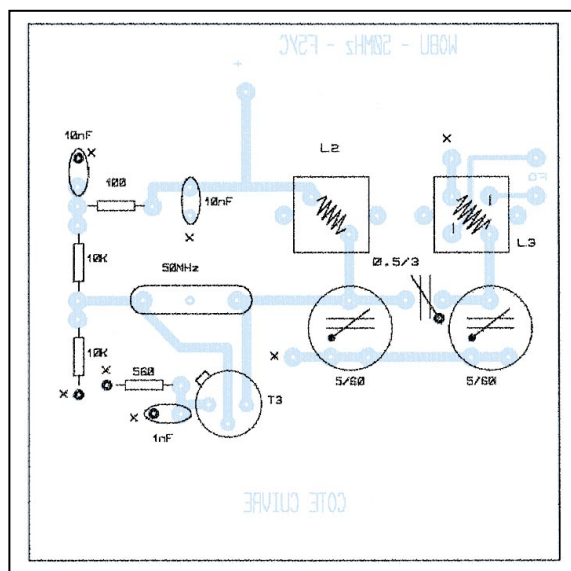 WOBU - 50MHz - F5YC
+
10nF
L2
100
10nF
FO
L3
10K
50MHz
0.5/3
10K
560
T3
5/60
5/60
1nF
COTE CUIVRE